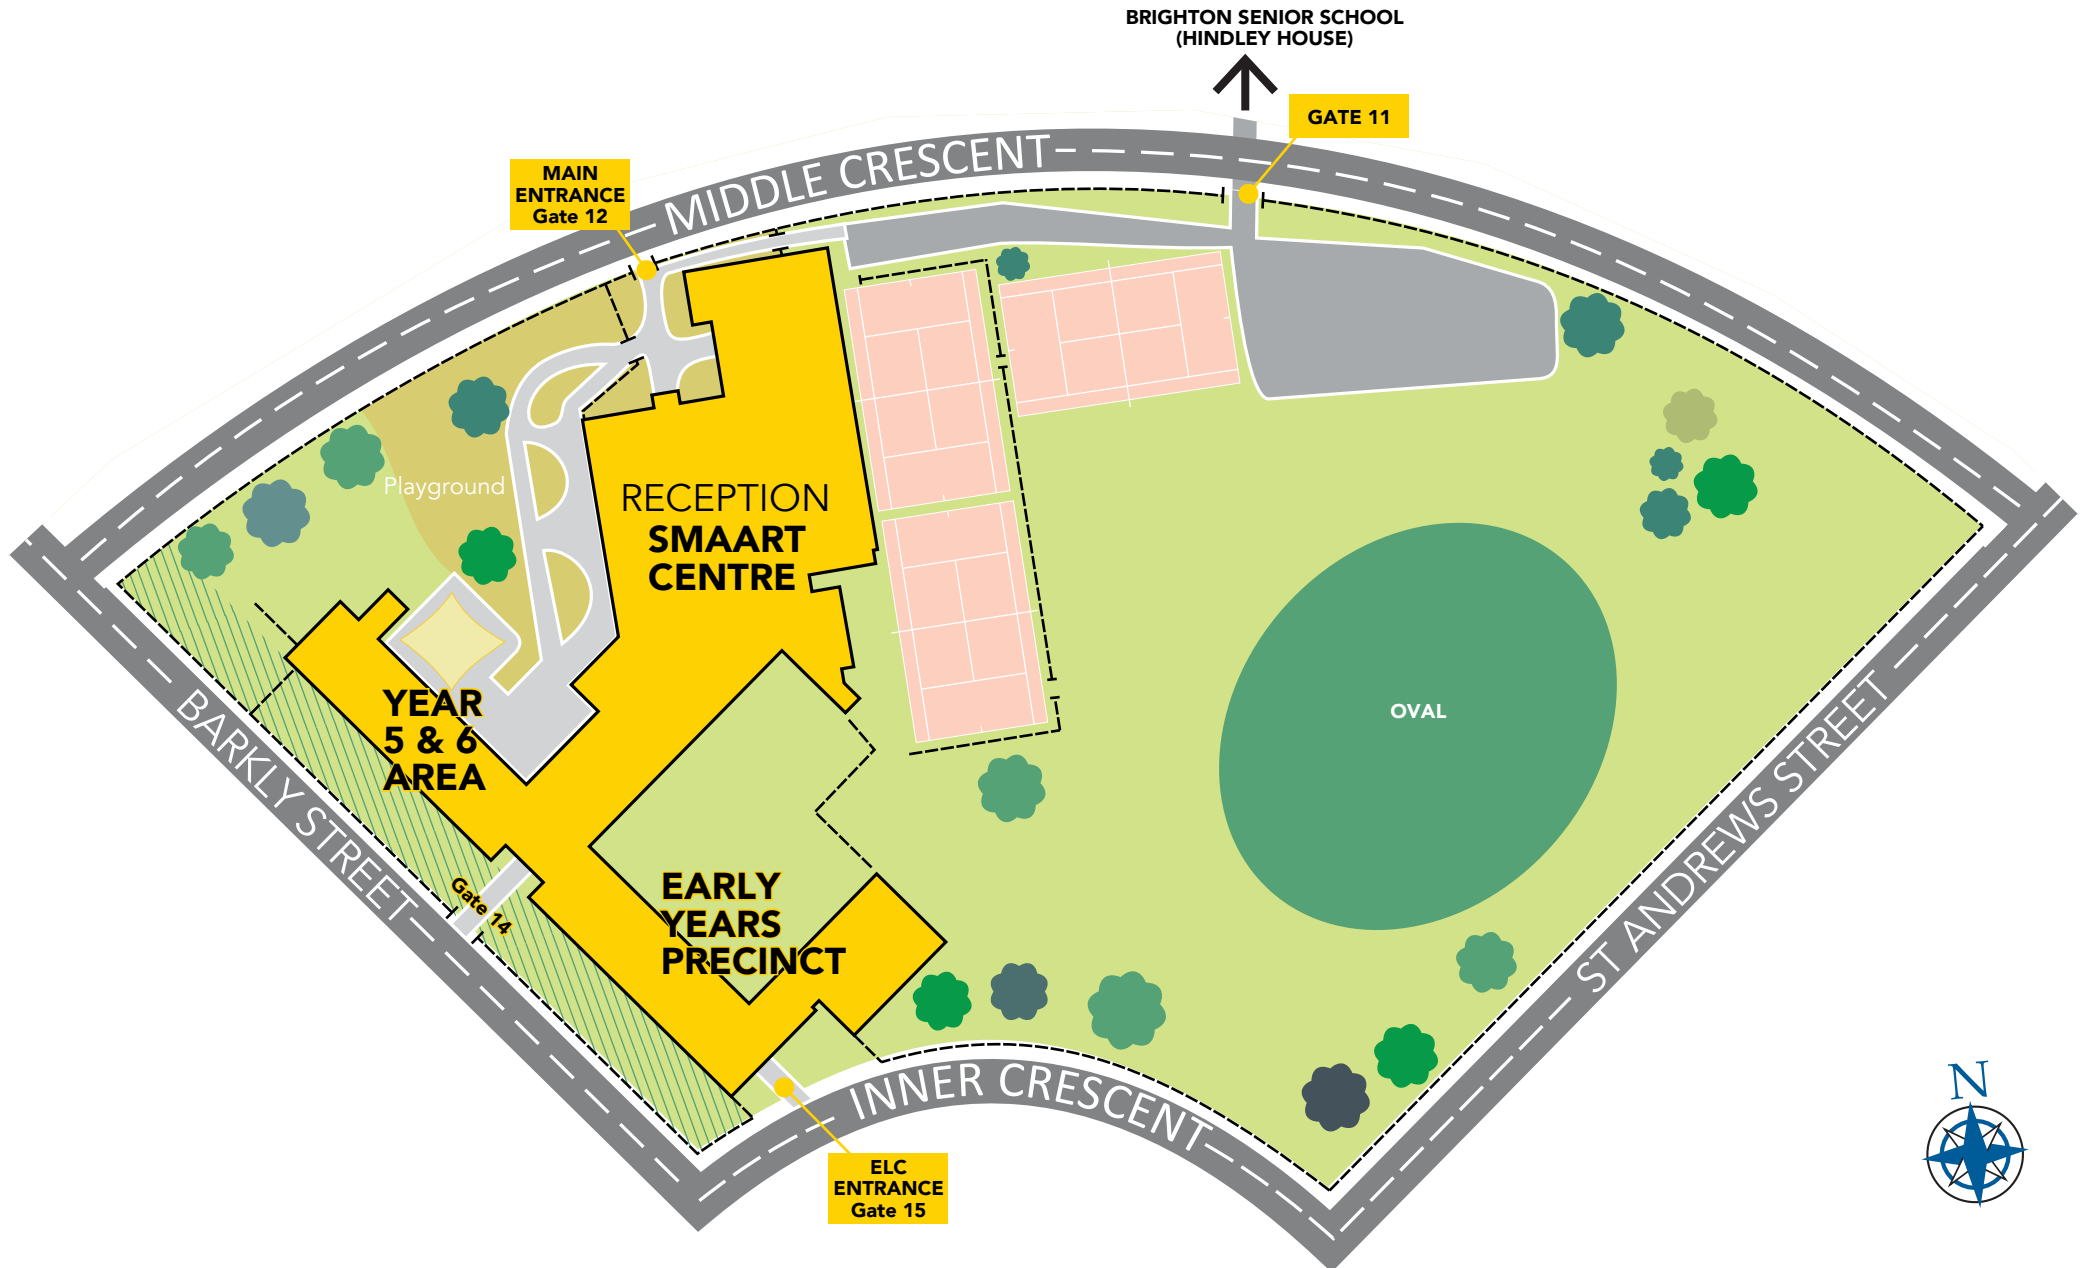 BRIGHTON SENIOR SCHOOL
(HINDLEY HOUSE)
GATE 11
MAIN
ENTRANCE
Gate 12
MIDDLE CRESCENT
Playground
RECEPTION
SMAART
CENTRE
YEAR
5 & 6
AREA
OVAL
BARKLY STREET
ST ANDREWS STREET
Gate 14
EARLY
YEARS
PRECINCT
INNER CRESCENT
N
ELC
ENTRANCE
Gate 15